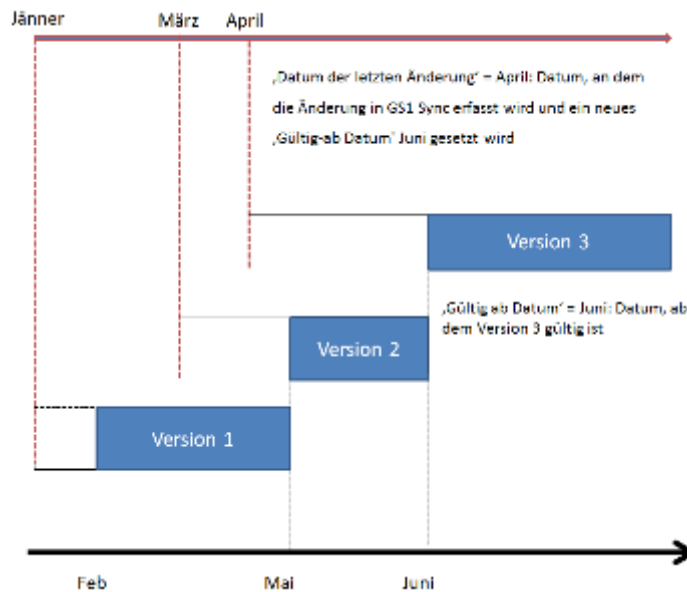 Jänner März April
‚Datum der letzten Änderung' = April: Datum, an dem
die Änderung in GS1 Sync erfasst wird und ein neues
‚Gültig-ab Datum' Juni gesetzt wird
Version 3
‚Gültig ab Datum' = Juni: Datum, ab
dem Version 3 gültig ist
Version 2
Version 1
Feb Mai Juni